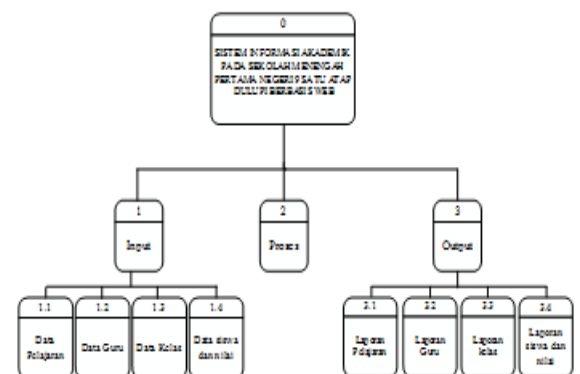 0
SISTEM INFORMASI AKADEMIK
PADA SEKOLAH MENENGAH
PERTAMA NEGERI 9 SATU ATAP
DULUPI BERBASIS WEB
1
Input
2
Proses
3
Output
1.1
Data
Pelajaran
1.2
Data Guru
1.3
Data Kelas
1.4
Data siswa
dan nilai
3.1
Laporan
Pelajaran
3.2
Laporan
Guru
3.3
Laporan
kelas
3.4
Laporan
siswa dan
nilai